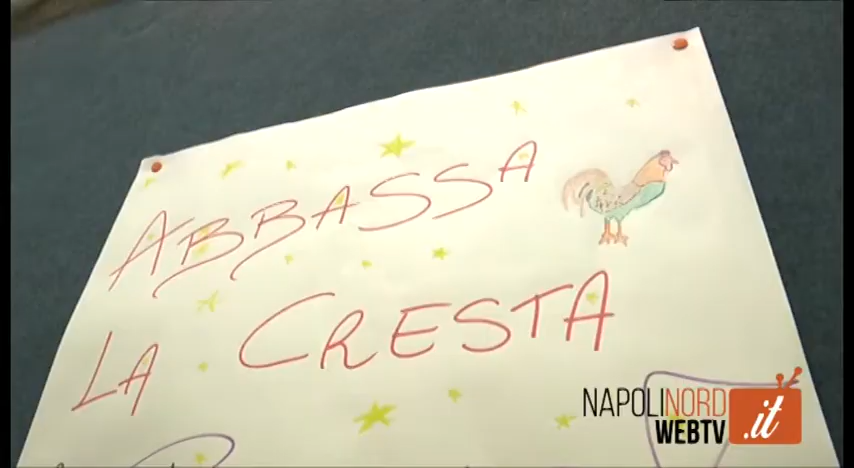 ABBASSA
LA CRESTA
NAPOLINORD
WEBTV
.it